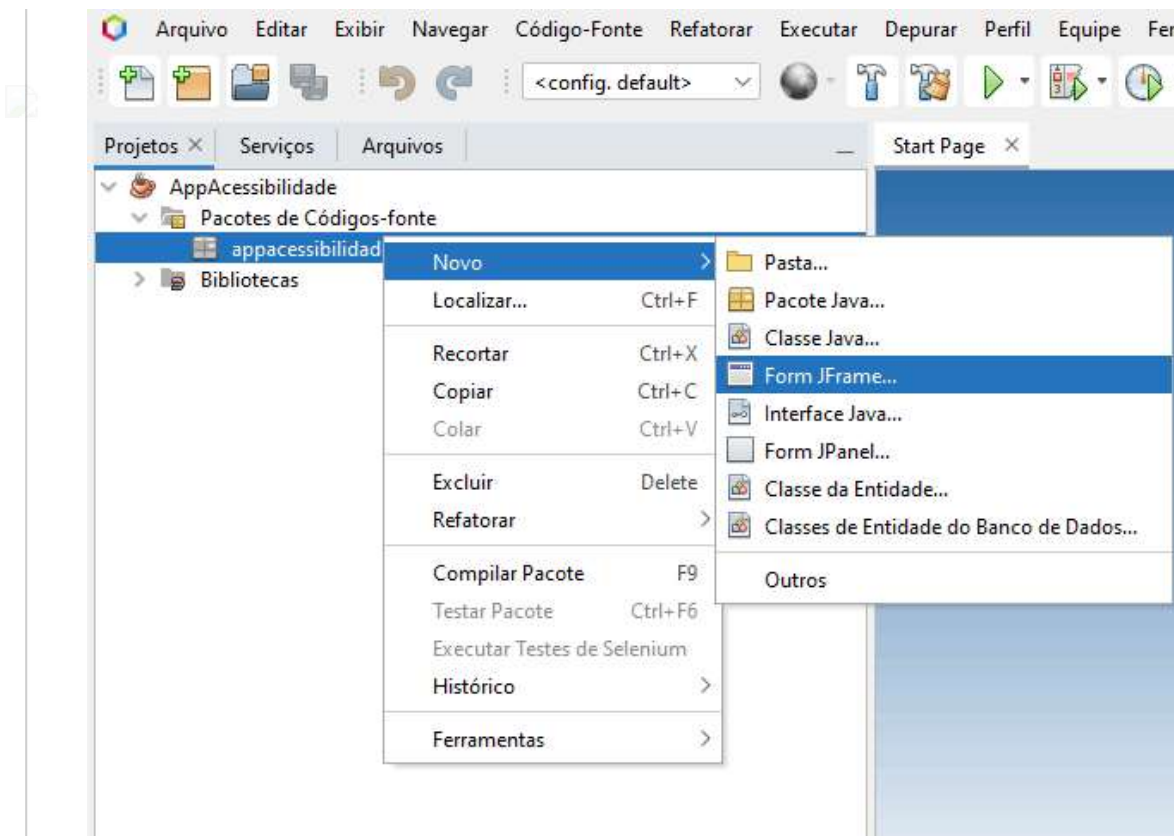 Arquivo Editar Exibir Navegar Código-Fonte Refatorar Executar Depurar Perfil Equipe Fer
<config. default>
Projetos Serviços Arquivos Start Page
AppAcessibilidade
Pacotes de Códigos-fonte
appacessibilidad
Bibliotecas
Novo
Localizar... Ctrl+F
Recortar Ctrl+X
Copiar Ctrl+C
Colar Ctrl+V
Excluir Delete
Refatorar
Compilar Pacote F9
Testar Pacote Ctrl+F6
Executar Testes de Selenium
Histórico
Ferramentas
Pasta...
Pacote Java...
Classe Java...
Form JFrame...
Interface Java...
Form JPanel...
Classe da Entidade...
Classes de Entidade do Banco de Dados...
Outros